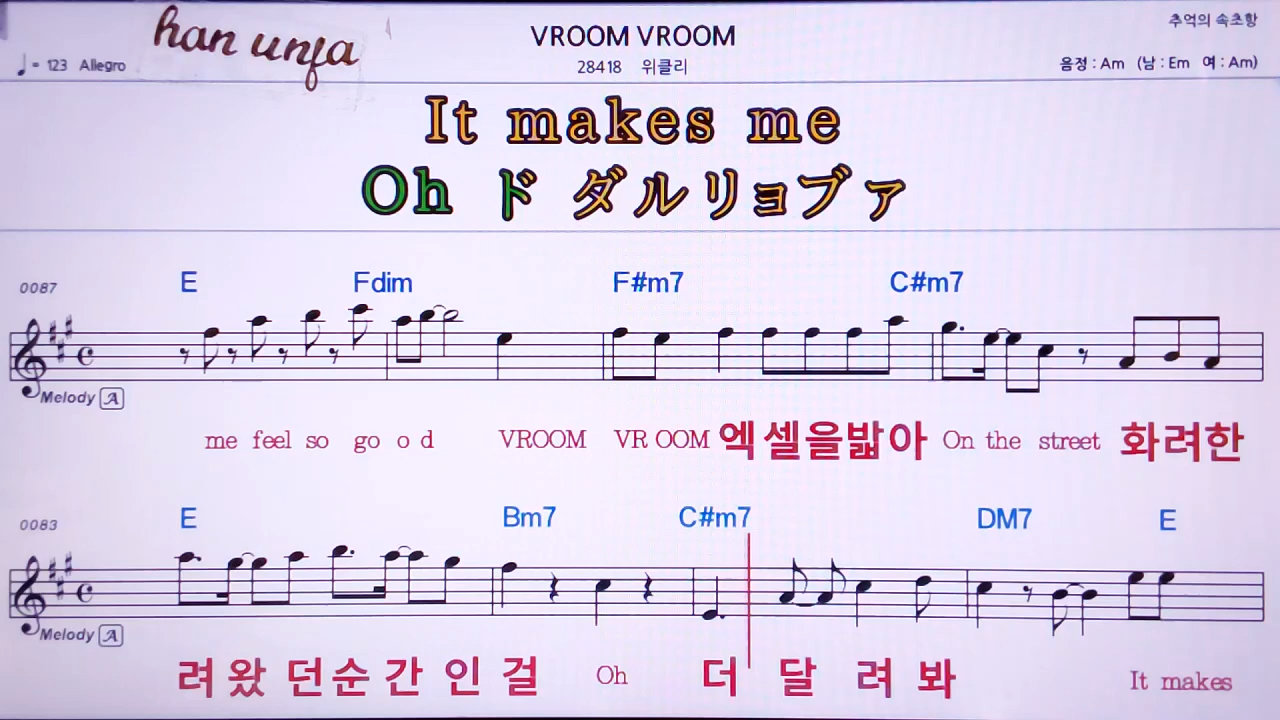 han unja
VROOM VROOM
추억의 속초항
♩= 123 Allegro
28418 위클리
음정 : Am (남 : Em 여 : Am)
It makes me
Oh ド ダルリョブァ
0087
E Fdim F#m7 C#m7
Melody A
me feel so go o d VROOM VR OOM 엑셀을밟아 On the street 화려한
0083
E Bm7 C#m7 DM7 E
Melody A
려왔던순간인걸 Oh 더달려봐 It makes